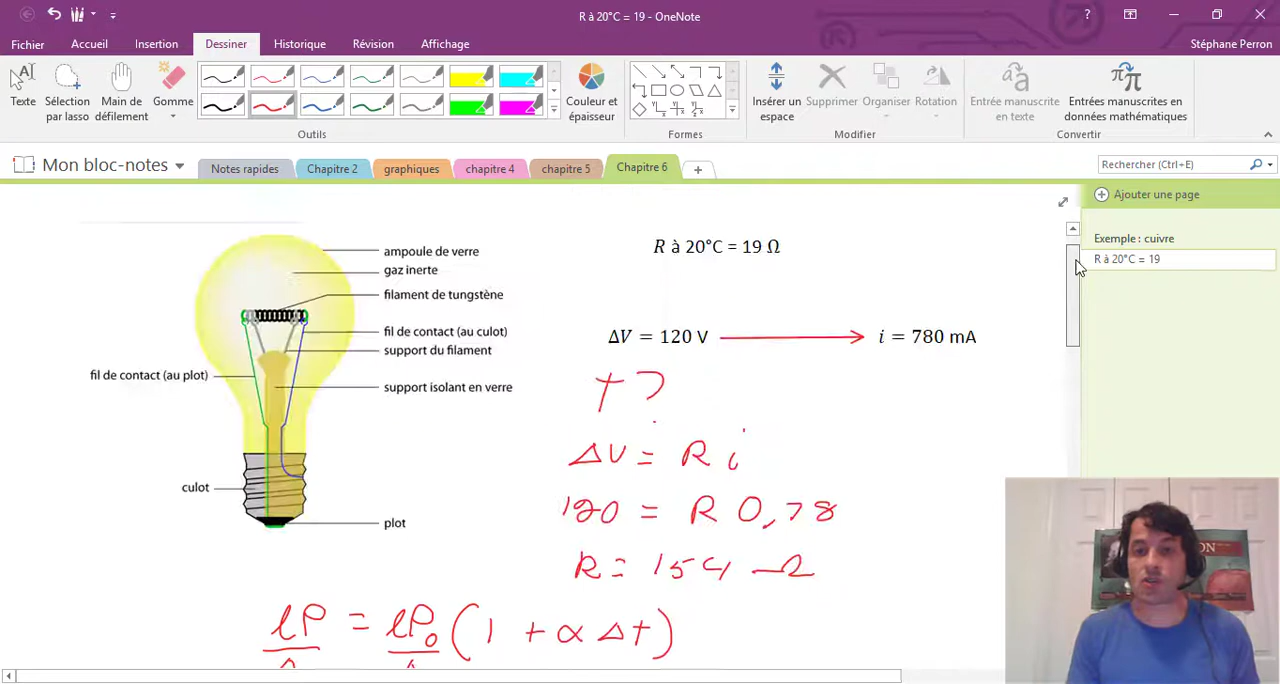 R à 20°C = 19 - OneNote
?
Fichier
Accueil
Insertion
Dessiner
Historique
Révision
Affichage
Stéphane Perron
Texte
Sélection par lasso
Main de défilement
Gomme
Couleur et épaisseur
Insérer un espace
Supprimer
Organiser
Rotation
Entrée manuscrite en texte
Entrées manuscrites en données mathématiques
Outils
Formes
Modifier
Convertir
Mon bloc-notes
Notes rapides
Chapitre 2
graphiques
chapitre 4
chapitre 5
Chapitre 6
Rechercher (Ctrl+E)
Ajouter une page
Exemple : cuivre
R à 20°C = 19
ampoule de verre
gaz inerte
filament de tungstène
fil de contact (au culot)
support du filament
fil de contact (au plot)
support isolant en verre
culot
plot
R à 20°C = 19 Ω
ΔV = 120 V → i = 780 mA
T ?
ΔV = R i
120 = R 0,78
R = 154 Ω
lρ = lρ₀ (1 + α Δt)